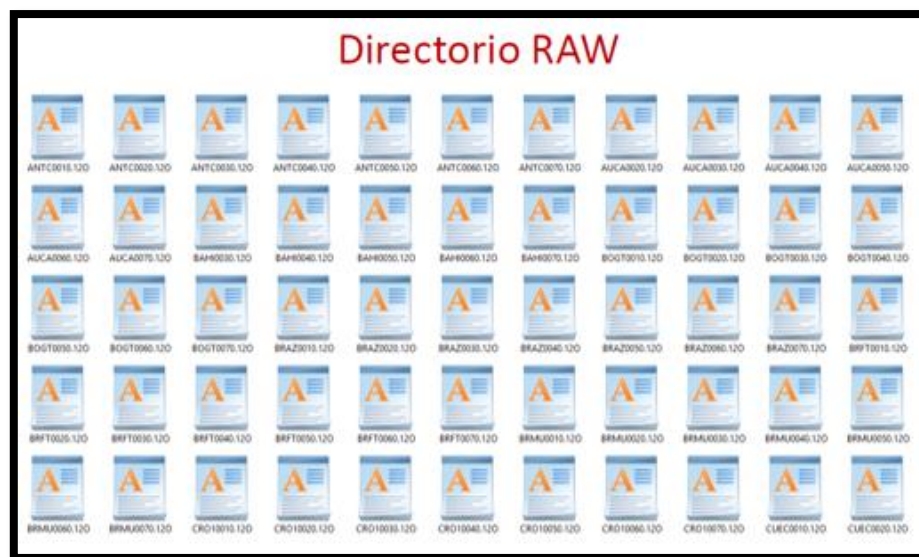 Directorio RAW
ANTC0010.12O ANTC0020.12O ANTC0030.12O ANTC0040.12O ANTC0050.12O ANTC0060.12O ANTC0070.12O AUCA0020.12O AUCA0030.12O AUCA0040.12O AUCA0050.12O
AUCA0060.12O AUCA0070.12O BAHI0030.12O BAHI0040.12O BAHI0050.12O BAHI0060.12O BAHI0070.12O BOGT0010.12O BOGT0020.12O BOGT0030.12O BOGT0040.12O
BOGT0050.12O BOGT0060.12O BOGT0070.12O BRAZ0010.12O BRAZ0020.12O BRAZ0030.12O BRAZ0040.12O BRAZ0050.12O BRAZ0060.12O BRAZ0070.12O BRFT0010.12O
BRFT0020.12O BRFT0030.12O BRFT0040.12O BRFT0050.12O BRFT0060.12O BRFT0070.12O BRMU0010.12O BRMU0020.12O BRMU0030.12O BRMU0040.12O BRMU0050.12O
BRMU0060.12O BRMU0070.12O CRO10010.12O CRO10020.12O CRO10030.12O CRO10040.12O CRO10050.12O CRO10060.12O CRO10070.12O CUEC0010.12O CUEC0020.12O